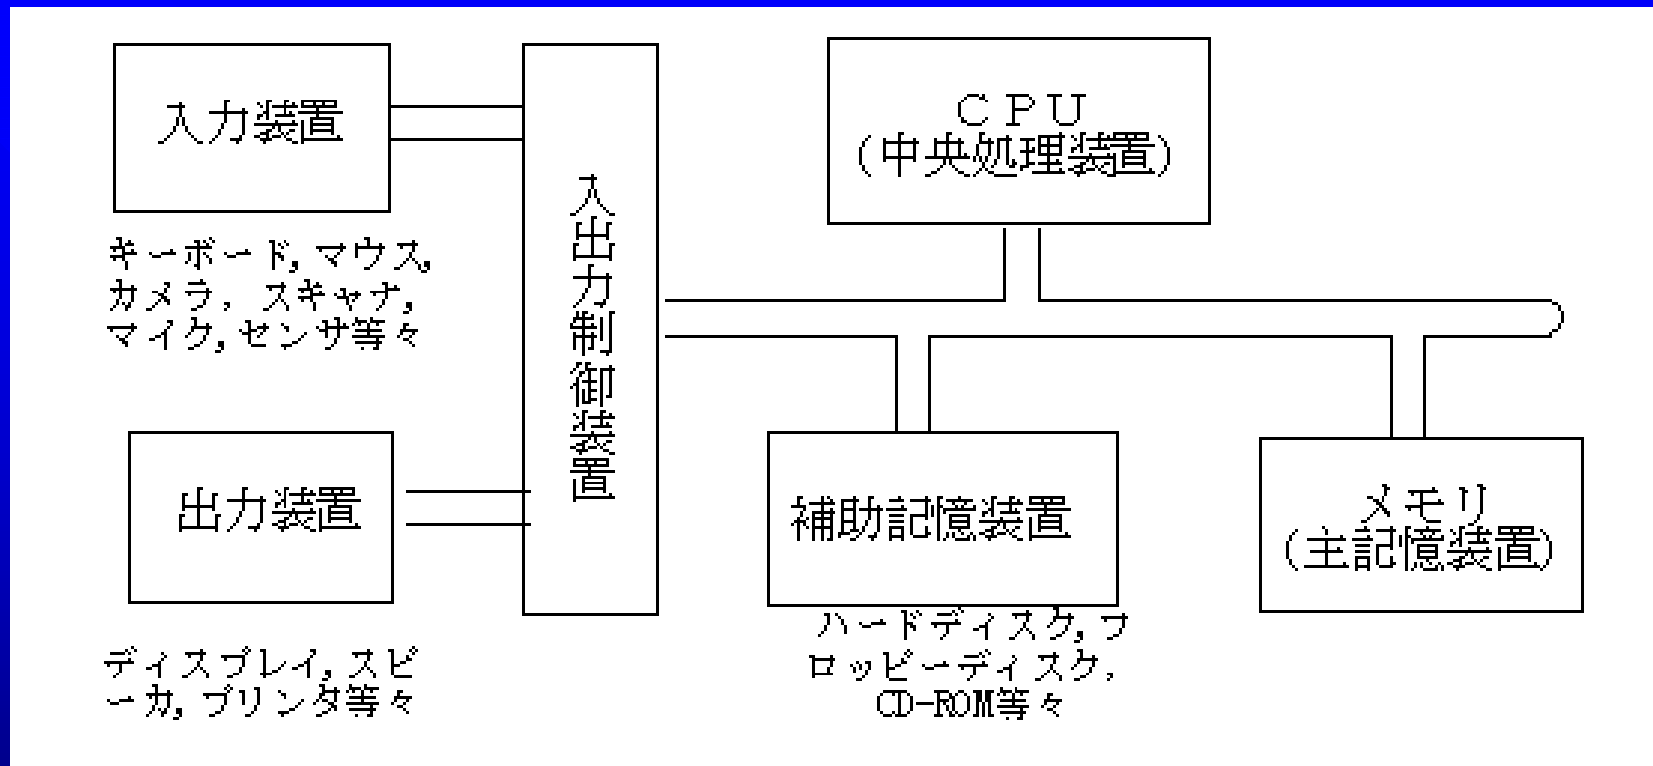 入力装置
キーボード,マウス,
カメラ，スキャナ,
マイク,センサ等々
出力装置
ディスプレイ,スピ
ーカ,プリンタ等々
入出力制御装置
ＣＰＵ
(中央処理装置)
補助記憶装置
ハードディスク,フ
ロッピーディスク,
CD-ROM等々
メモリ
(主記憶装置)